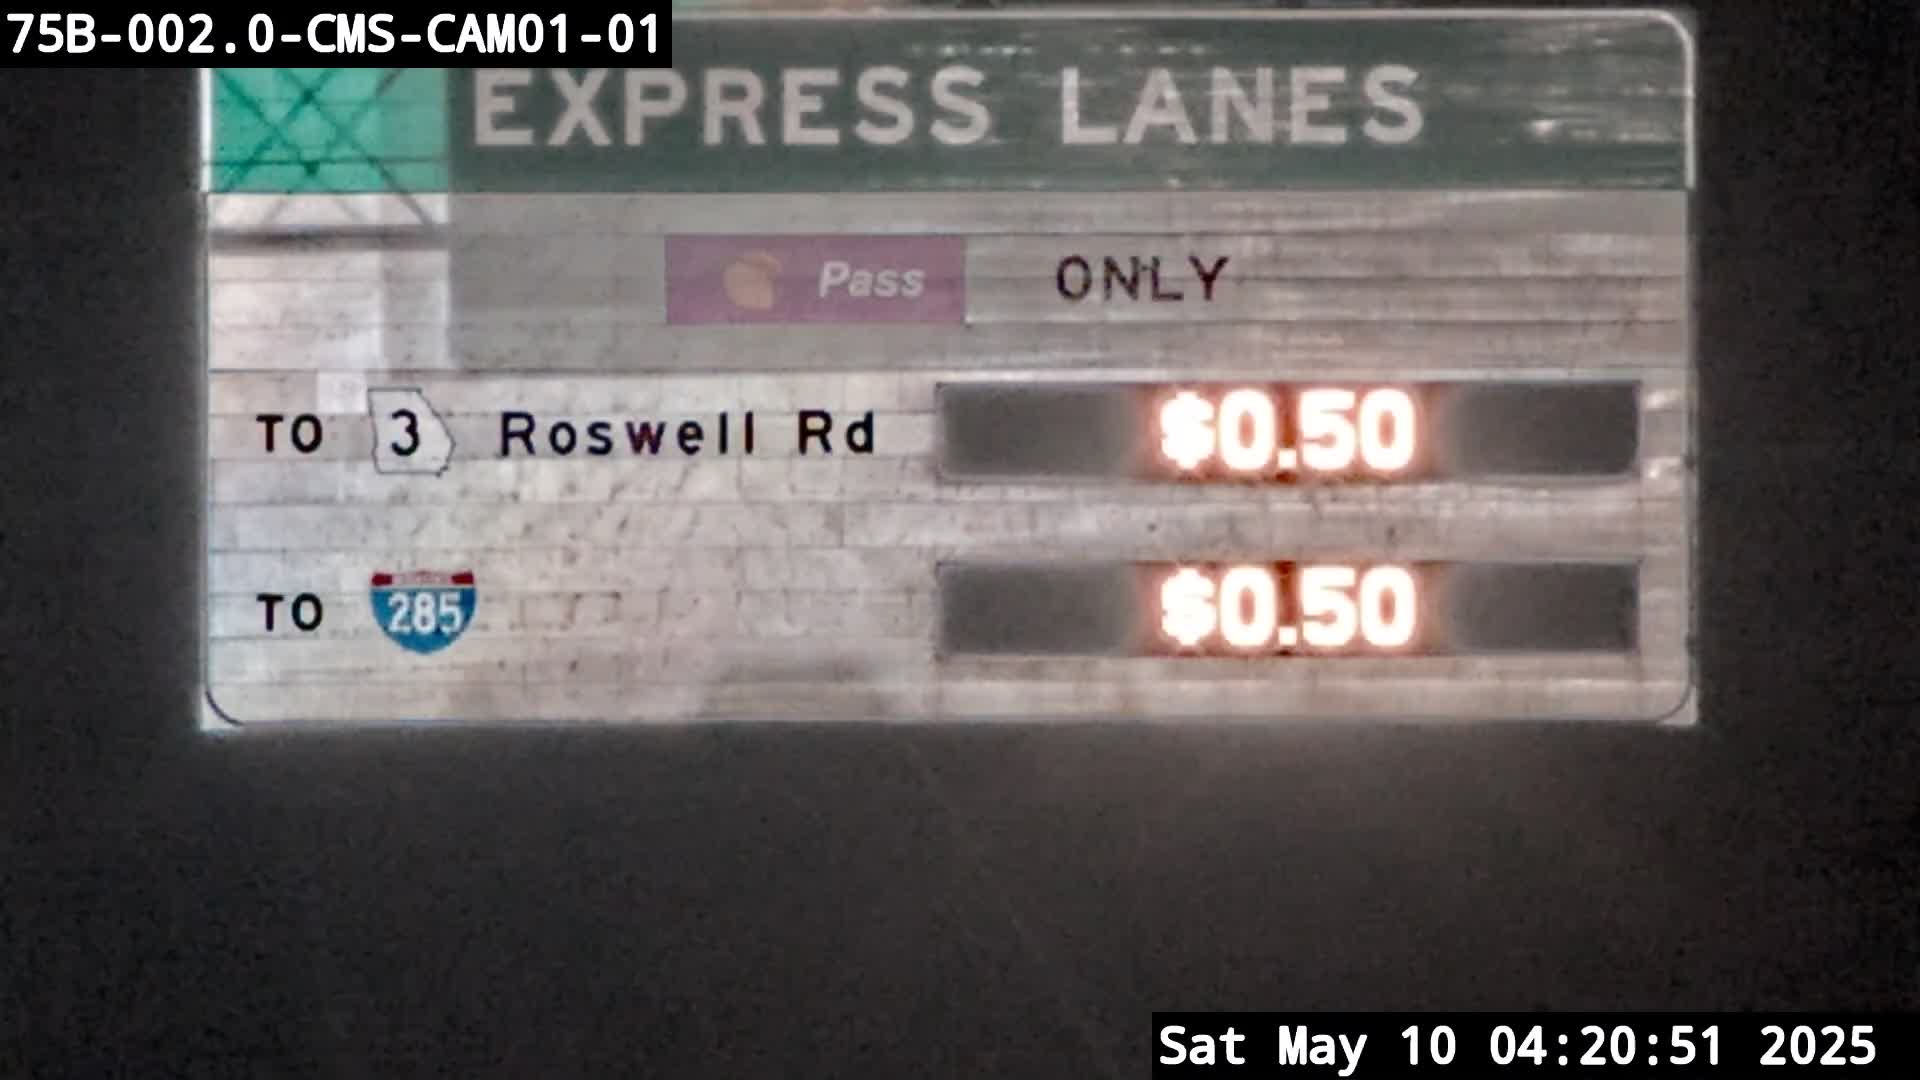 75B-002.0-CMS-CAM01-01
EXPRESS LANES
Pass ONLY
TO 3 Roswell Rd $0.50
TO 285 $0.50
Sat May 10 04:20:51 2025